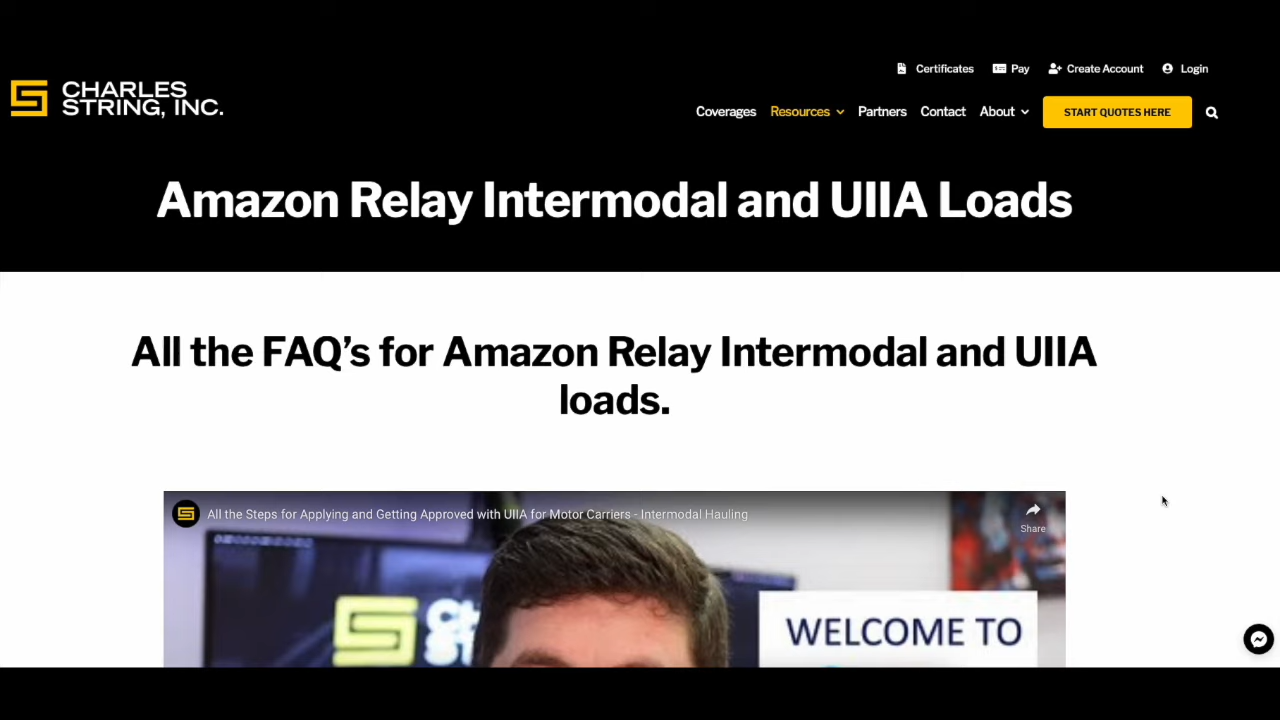 Certificates
Pay
Create Account
Login
CHARLES
STRING, INC.
Coverages
Resources
Partners
Contact
About
START QUOTES HERE
Amazon Relay Intermodal and UIIA Loads
All the FAQ's for Amazon Relay Intermodal and UIIA
loads.
All the Steps for Applying and Getting Approved with UIIA for Motor Carriers - Intermodal Hauling
Share
WELCOME TO